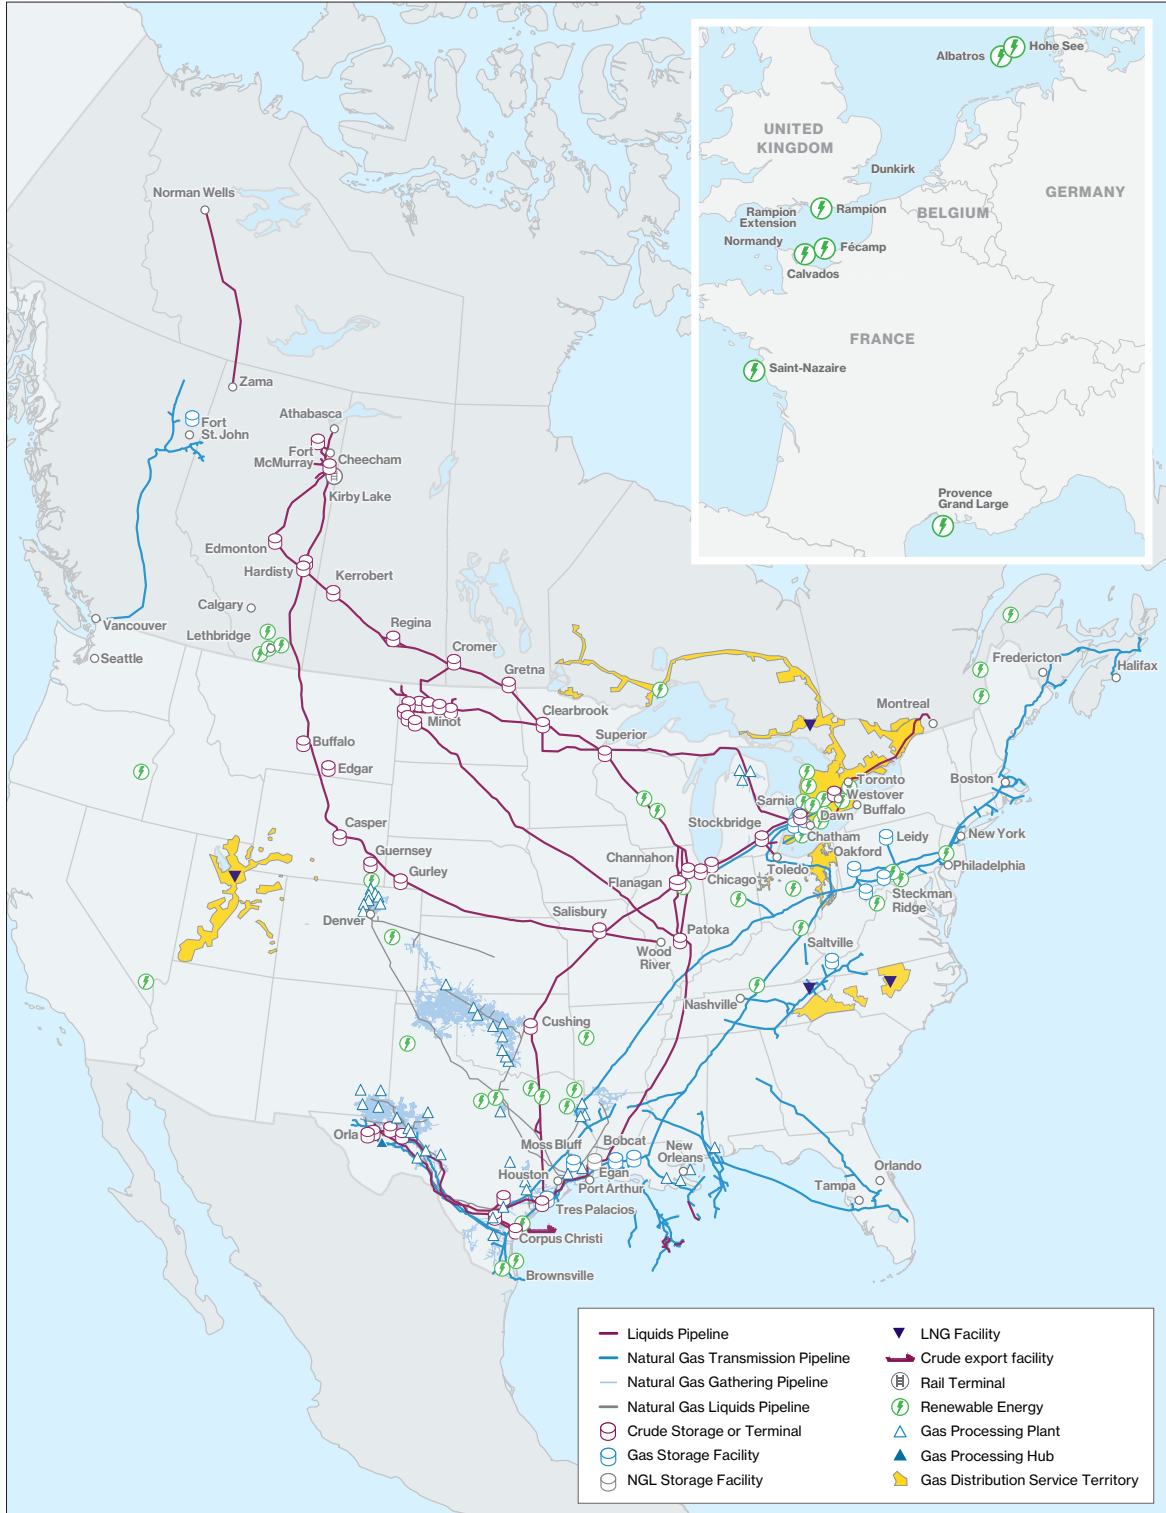 Albatros
Hohe See
UNITED
KINGDOM
Dunkirk
GERMANY
BELGIUM
Rampion
Extension
Rampion
Normandy
Fécamp
Calvados
FRANCE
Saint-Nazaire
Provence
Grand Large
Norman Wells
Zama
Athabasca
Fort
St. John
Fort
McMurray
Cheecham
Kirby Lake
Edmonton
Hardisty
Kerrobert
Calgary
Vancouver
Lethbridge
Seattle
Regina
Cromer
Gretna
Fredericton
Halifax
Montreal
Minot
Clearbrook
Superior
Buffalo
Edgar
Toronto
Westover
Boston
Sarnia
Buffalo
Dawn
Stockbridge
Chatham
Casper
Leidy
New York
Oakford
Guernsey
Channahon
Toledo
Philadelphia
Gurley
Flanagan
Chicago
Steckman
Ridge
Denver
Salisbury
Patoka
Wood
River
Saltville
Nashville
Cushing
Orla
Moss Bluff
Bobcat
New
Orleans
Houston
Egan
Port Arthur
Orlando
Tampa
Tres Palacios
Corpus Christi
Brownsville
Liquids Pipeline
Natural Gas Transmission Pipeline
Natural Gas Gathering Pipeline
Natural Gas Liquids Pipeline
Crude Storage or Terminal
Gas Storage Facility
NGL Storage Facility
LNG Facility
Crude export facility
Rail Terminal
Renewable Energy
Gas Processing Plant
Gas Processing Hub
Gas Distribution Service Territory